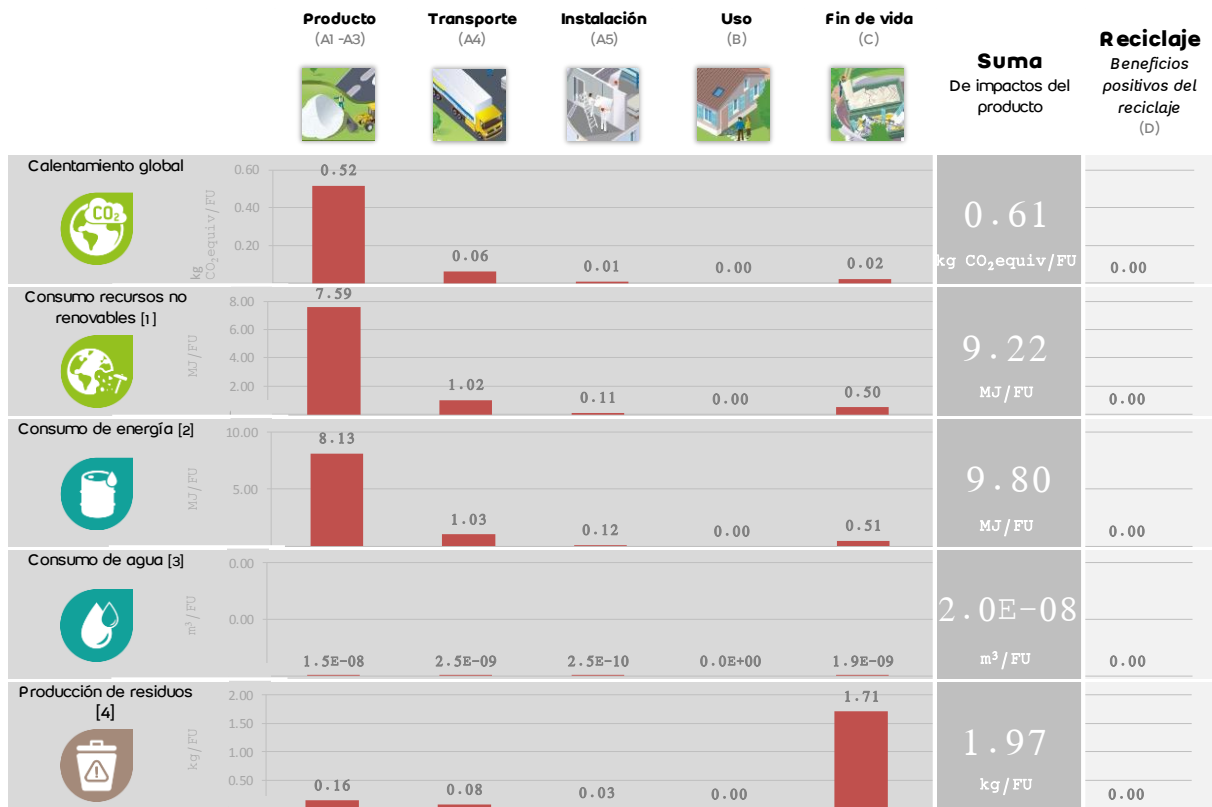 Producto
(A1 -A3)
Transporte
(A4)
Instalación
(A5)
Uso
(B)
Fin de vida
(C)
Suma
De impactos del
producto
Reciclaje
Beneficios
positivos del
reciclaje
(D)
Calentamiento global
CO2
kg
CO2equiv/FU
0.60
0.40
0.20
0.52
0.06
0.01
0.00
0.02
0.61
kg CO2equiv/FU
0.00
Consumo recursos no
renovables [1]
MJ/FU
8.00
6.00
4.00
2.00
7.59
1.02
0.11
0.00
0.50
9.22
MJ/FU
0.00
Consumo de energía [2]
MJ/FU
10.00
5.00
8.13
1.03
0.12
0.00
0.51
9.80
MJ/FU
0.00
Consumo de agua [3]
m³/FU
0.00
0.00
1.5E-08
2.5E-09
2.5E-10
0.0E+00
1.9E-09
2.0E-08
m³/FU
0.00
Producción de residuos
[4]
kg/FU
2.00
1.50
1.00
0.50
0.16
0.08
0.03
0.00
1.71
1.97
kg/FU
0.00